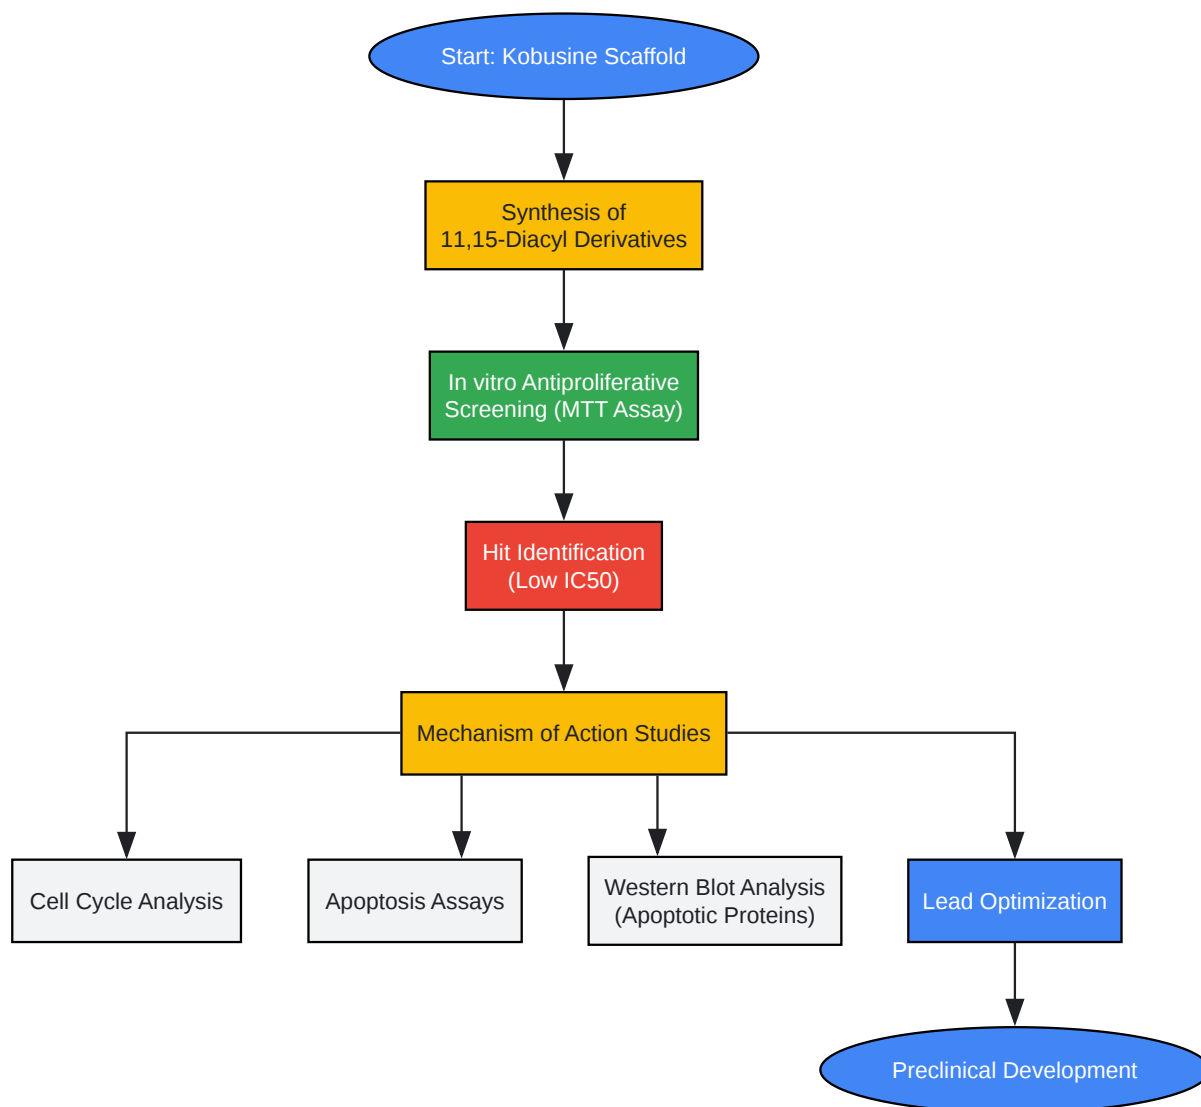 Start: Kobusine Scaffold
Synthesis of
11,15-Diacyl Derivatives
In vitro Antiproliferative
Screening (MTT Assay)
Hit Identification
(Low IC50)
Mechanism of Action Studies
Cell Cycle Analysis
Apoptosis Assays
Western Blot Analysis
(Apoptotic Proteins)
Lead Optimization
Preclinical Development